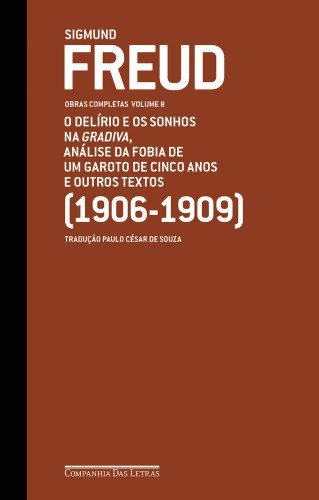 SIGMUND
FREUD
OBRAS COMPLETAS VOLUME 8
O DELÍRIO E OS SONHOS
NA GRADIVA,
ANÁLISE DA FOBIA DE
UM GAROTO DE CINCO ANOS
E OUTROS TEXTOS
(1906-1909)
TRADUÇÃO PAULO CÉSAR DE SOUZA
COMPANHIA DAS LETRAS